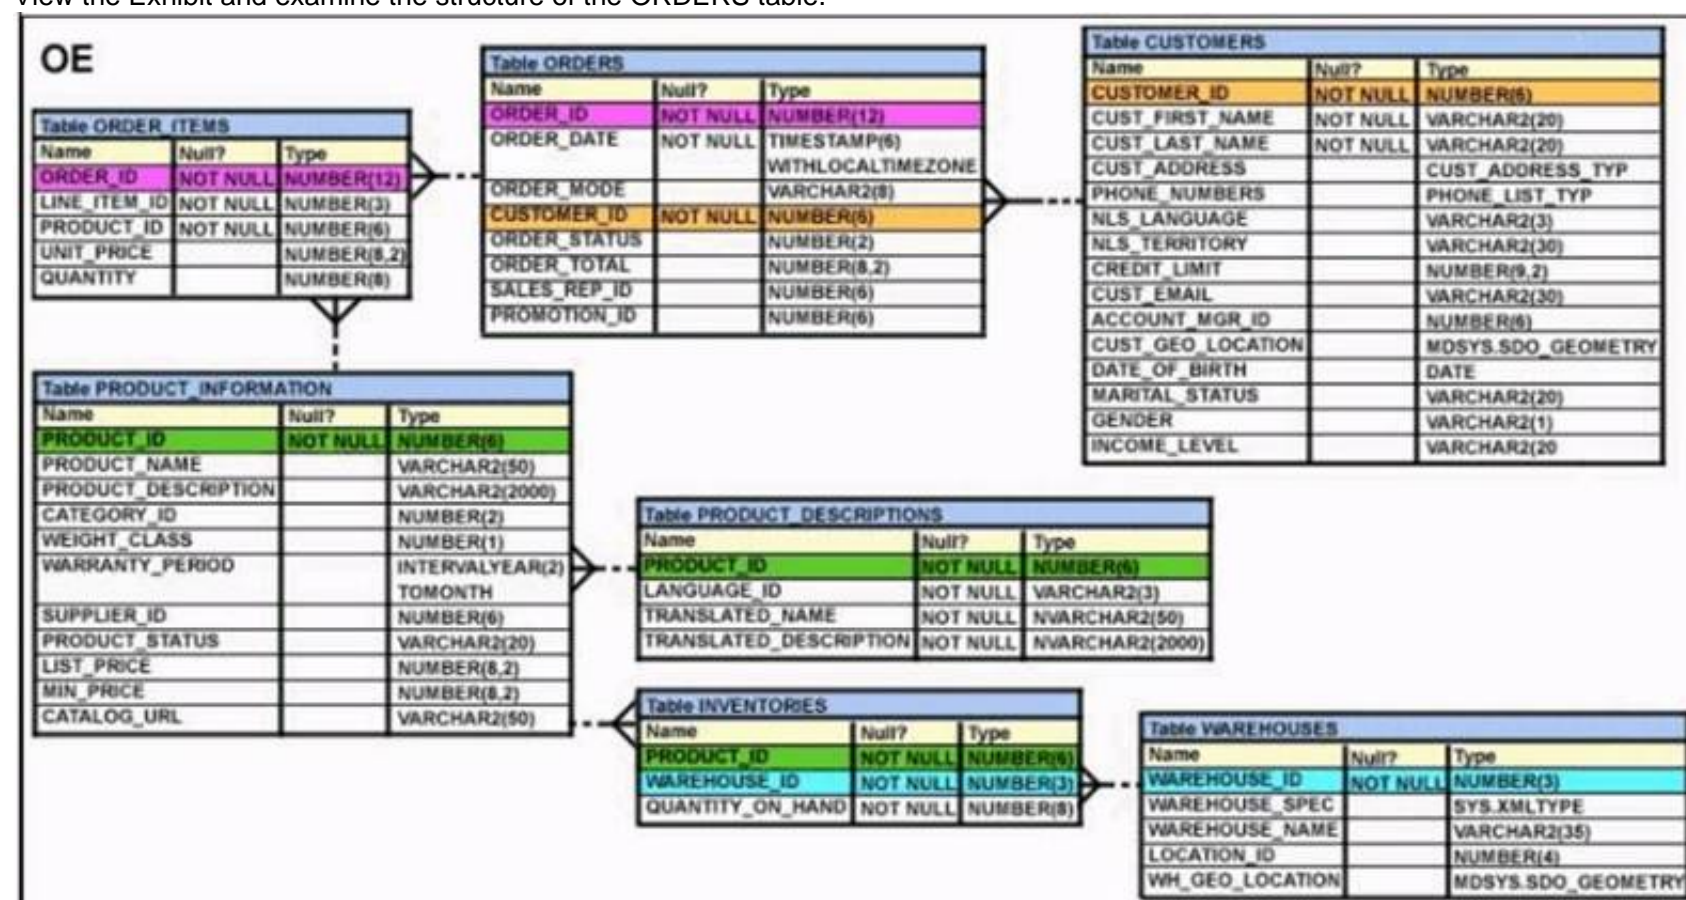 View the Exhibit and examine the structure of the ORDERS table.
OE
Table ORDER_ITEMS
Name Null? Type
ORDER_ID NOT NULL NUMBER(12)
LINE_ITEM_ID NOT NULL NUMBER(3)
PRODUCT_ID NOT NULL NUMBER(6)
UNIT_PRICE NUMBER(8,2)
QUANTITY NUMBER(8)
Table ORDERS
Name Null? Type
ORDER_ID NOT NULL NUMBER(12)
ORDER_DATE NOT NULL TIMESTAMP(6)
WITHLOCALTIMEZONE
ORDER_MODE VARCHAR2(8)
CUSTOMER_ID NOT NULL NUMBER(6)
ORDER_STATUS NUMBER(2)
ORDER_TOTAL NUMBER(8,2)
SALES_REP_ID NUMBER(6)
PROMOTION_ID NUMBER(6)
Table CUSTOMERS
Name Null? Type
CUSTOMER_ID NOT NULL NUMBER(6)
CUST_FIRST_NAME NOT NULL VARCHAR2(20)
CUST_LAST_NAME NOT NULL VARCHAR2(20)
CUST_ADDRESS CUST_ADDRESS_TYP
PHONE_NUMBERS PHONE_LIST_TYP
NLS_LANGUAGE VARCHAR2(3)
NLS_TERRITORY VARCHAR2(30)
CREDIT_LIMIT NUMBER(9,2)
CUST_EMAIL VARCHAR2(30)
ACCOUNT_MGR_ID NUMBER(6)
CUST_GEO_LOCATION MDSYS.SDO_GEOMETRY
DATE_OF_BIRTH DATE
MARITAL_STATUS VARCHAR2(20)
GENDER VARCHAR2(1)
INCOME_LEVEL VARCHAR2(20
Table PRODUCT_INFORMATION
Name Null? Type
PRODUCT_ID NOT NULL NUMBER(6)
PRODUCT_NAME VARCHAR2(50)
PRODUCT_DESCRIPTION VARCHAR2(2000)
CATEGORY_ID NUMBER(2)
WEIGHT_CLASS NUMBER(1)
WARRANTY_PERIOD INTERVALYEAR(2)
TOMONTH
SUPPLIER_ID NUMBER(6)
PRODUCT_STATUS VARCHAR2(20)
LIST_PRICE NUMBER(8,2)
MIN_PRICE NUMBER(8,2)
CATALOG_URL VARCHAR2(50)
Table PRODUCT_DESCRIPTIONS
Name Null? Type
PRODUCT_ID NOT NULL NUMBER(6)
LANGUAGE_ID NOT NULL VARCHAR2(3)
TRANSLATED_NAME NOT NULL NVARCHAR2(50)
TRANSLATED_DESCRIPTION NOT NULL NVARCHAR2(2000)
Table INVENTORIES
Name Null? Type
PRODUCT_ID NOT NULL NUMBER(6)
WAREHOUSE_ID NOT NULL NUMBER(3)
QUANTITY_ON_HAND NOT NULL NUMBER(8)
Table WAREHOUSES
Name Null? Type
WAREHOUSE_ID NOT NULL NUMBER(3)
WAREHOUSE_SPEC SYS.XMLTYPE
WAREHOUSE_NAME VARCHAR2(35)
LOCATION_ID NUMBER(4)
WH_GEO_LOCATION MDSYS.SDO_GEOMETRY